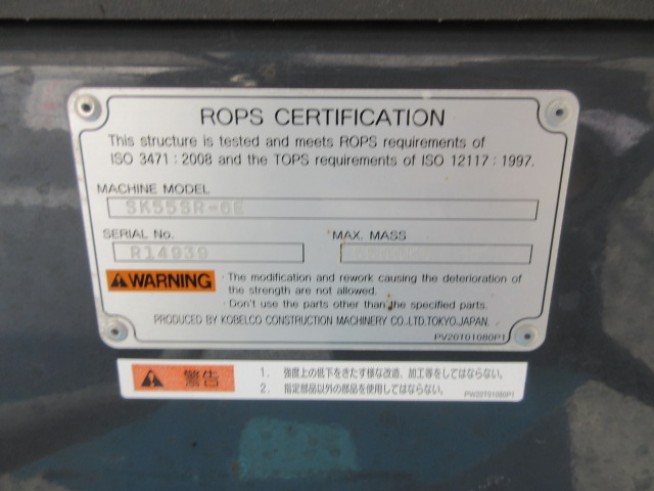 ROPS CERTIFICATION
This structure is tested and meets ROPS requirements of
ISO 3471 : 2008 and the TOPS requirements of ISO 12117 : 1997.
MACHINE MODEL
SK55SR-6E
SERIAL No.
MAX. MASS
R14939
WARNING
· The modification and rework causing the deterioration of
the strength are not allowed.
· Don't use the parts other than the specified parts.
PRODUCED BY KOBELCO CONSTRUCTION MACHINERY CO.,LTD.TOKYO.JAPAN.
PV20T01080P1
警告
1. 強度上の低下をきたす様な改造、加工等をしてはならない。
2. 指定部品以外の部品を使用してはならない。
PW20T01080P1